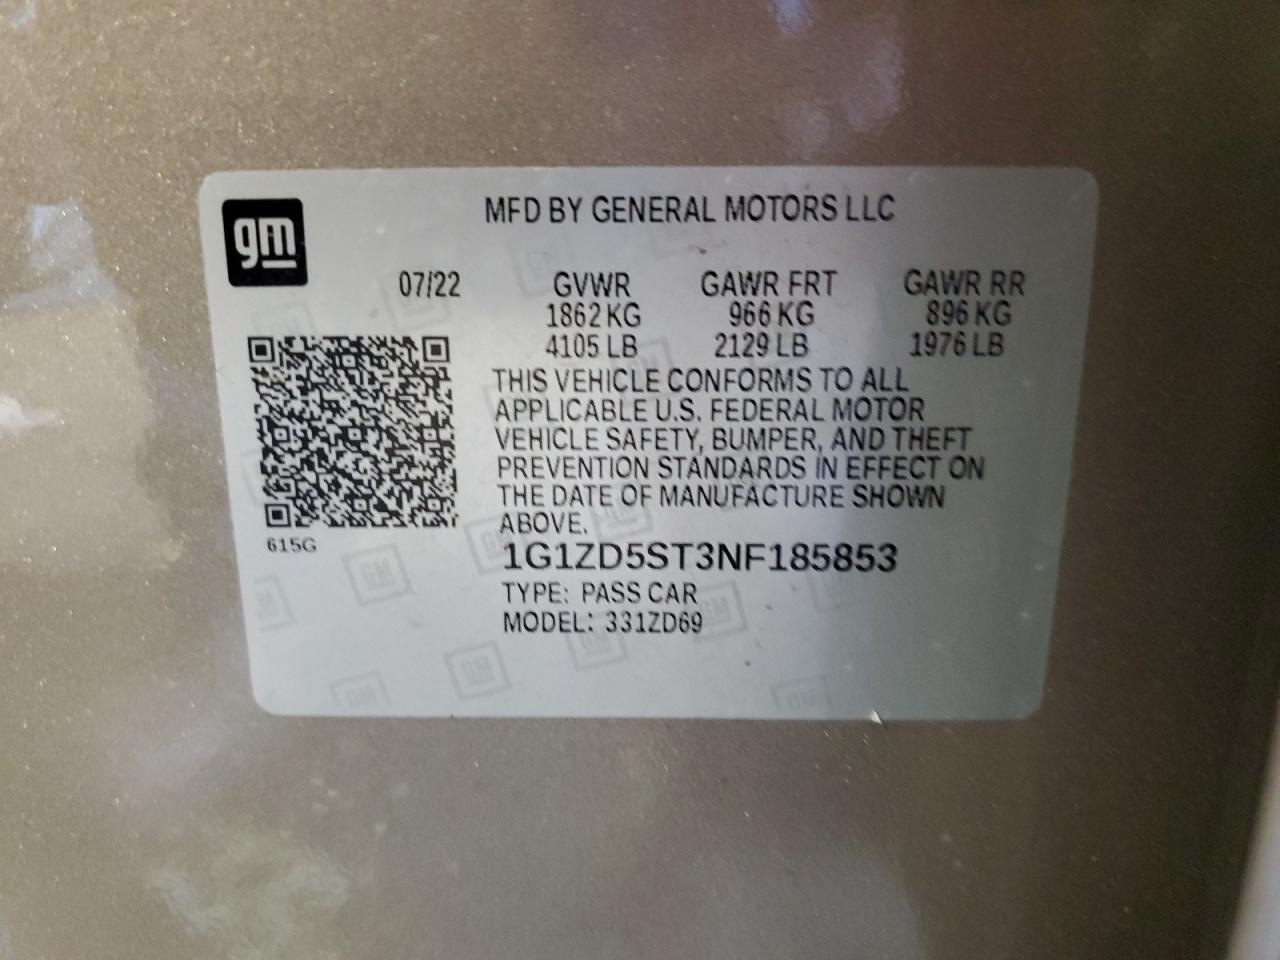 gm
MFD BY GENERAL MOTORS LLC
07/22 GVWR GAWR FRT GAWR RR
1862 KG 966 KG 896 KG
4105 LB 2129 LB 1976 LB
THIS VEHICLE CONFORMS TO ALL
APPLICABLE U.S. FEDERAL MOTOR
VEHICLE SAFETY, BUMPER, AND THEFT
PREVENTION STANDARDS IN EFFECT ON
THE DATE OF MANUFACTURE SHOWN
ABOVE.
615G
1G1ZD5ST3NF185853
TYPE: PASS CAR
MODEL: 331ZD69